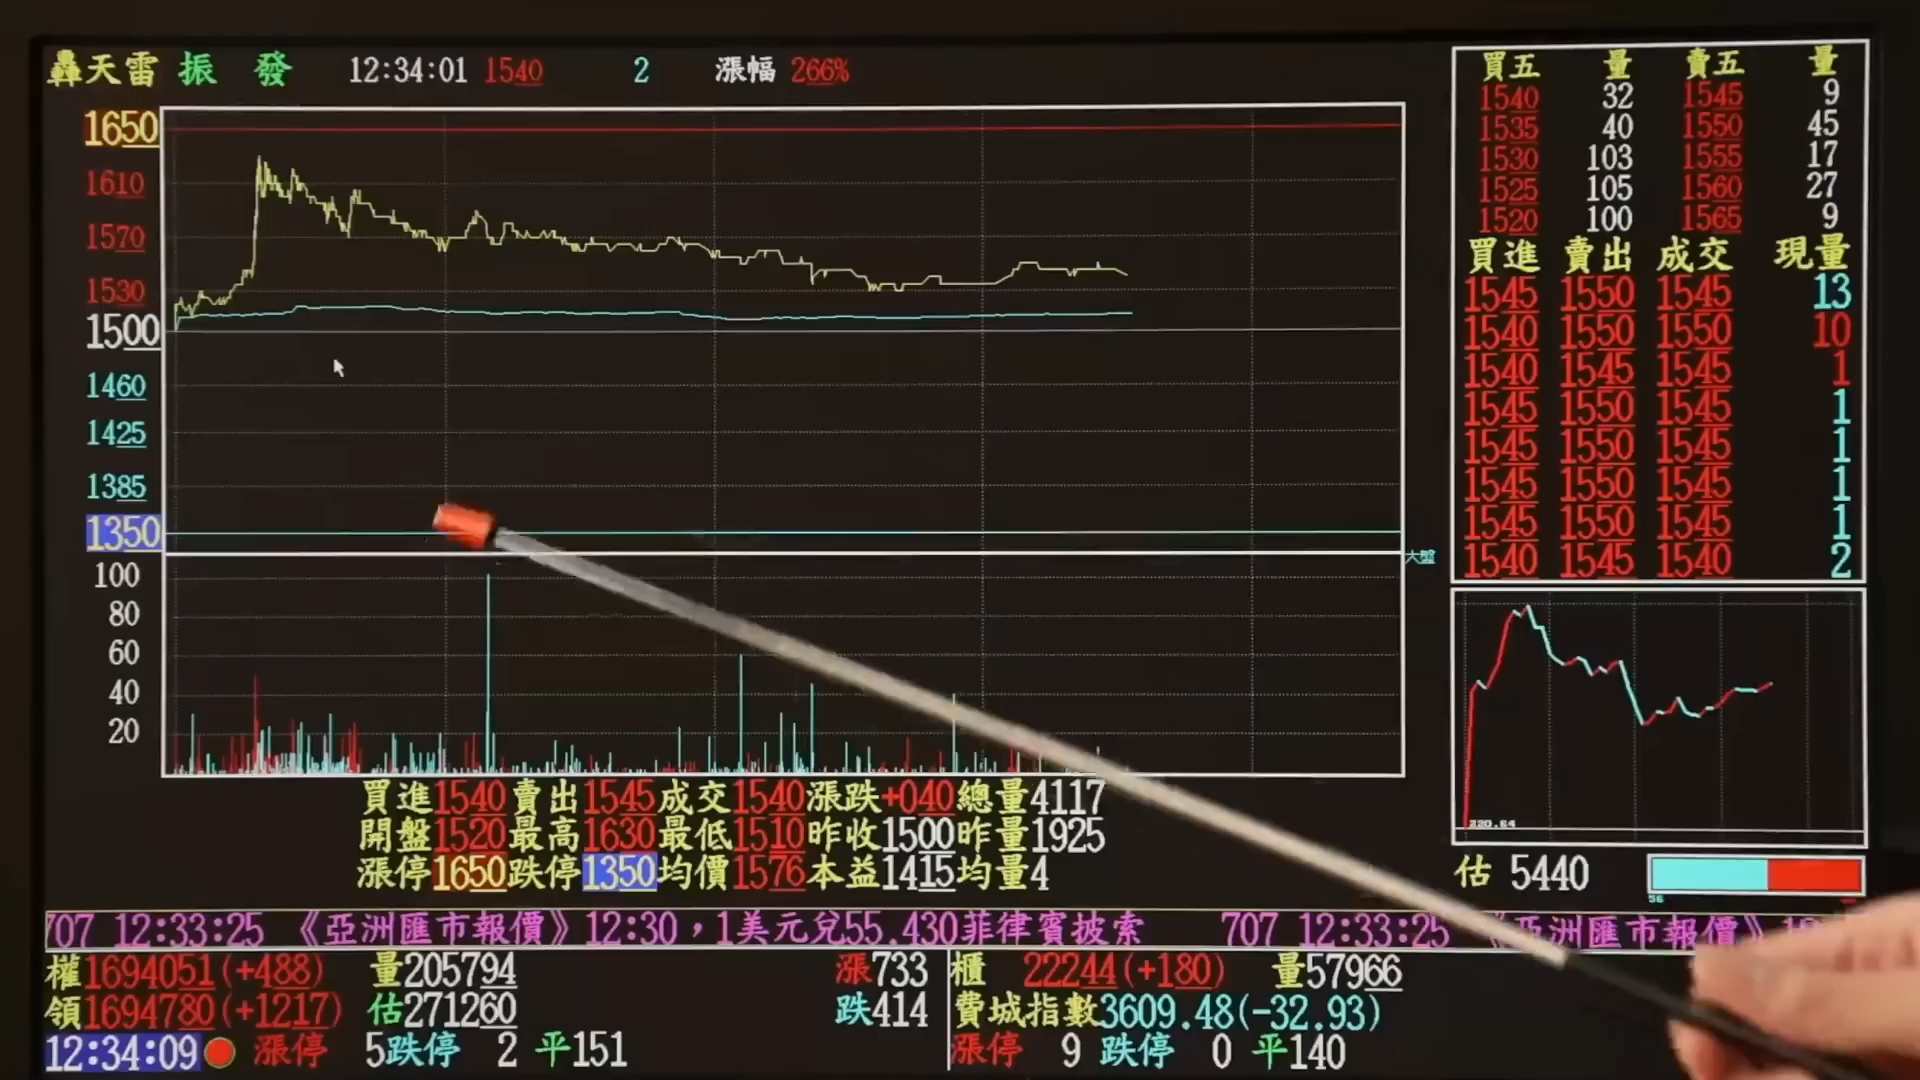 轟天雷 振 發 12:34:01 1540 2 漲幅 266%
1650
1610
1570
1530
1500
1460
1425
1385
1350
大盤
100
80
60
40
20
買五 量 賣五 量
1540 32 1545 9
1535 40 1550 45
1530 103 1555 17
1525 105 1560 27
1520 100 1565 9
買進 賣出 成交 現量
1545 1550 1545 13
1540 1550 1550 10
1540 1545 1545 1
1545 1550 1545 1
1545 1550 1545 1
1545 1550 1545 1
1545 1550 1545 1
1540 1545 1540 2
估 5440
56
買進1540賣出1545成交1540漲跌+040總量4117
開盤1520最高1630最低1510昨收1500昨量1925
漲停1650跌停1350均價1576本益1415均量4
707 12:33:25 《亞洲匯市報價》12:30,1美元兌55.430菲律賓披索 707 12:33:25 《亞洲匯市報價》
權1694051(+488) 量205794 漲733 櫃 22244(+180) 量57966
領1694780(+1217) 估271260 跌414 費城指數3609.48(-32.93)
12:34:09 漲停 5跌停 2 平151 漲停 9 跌停 0 平140